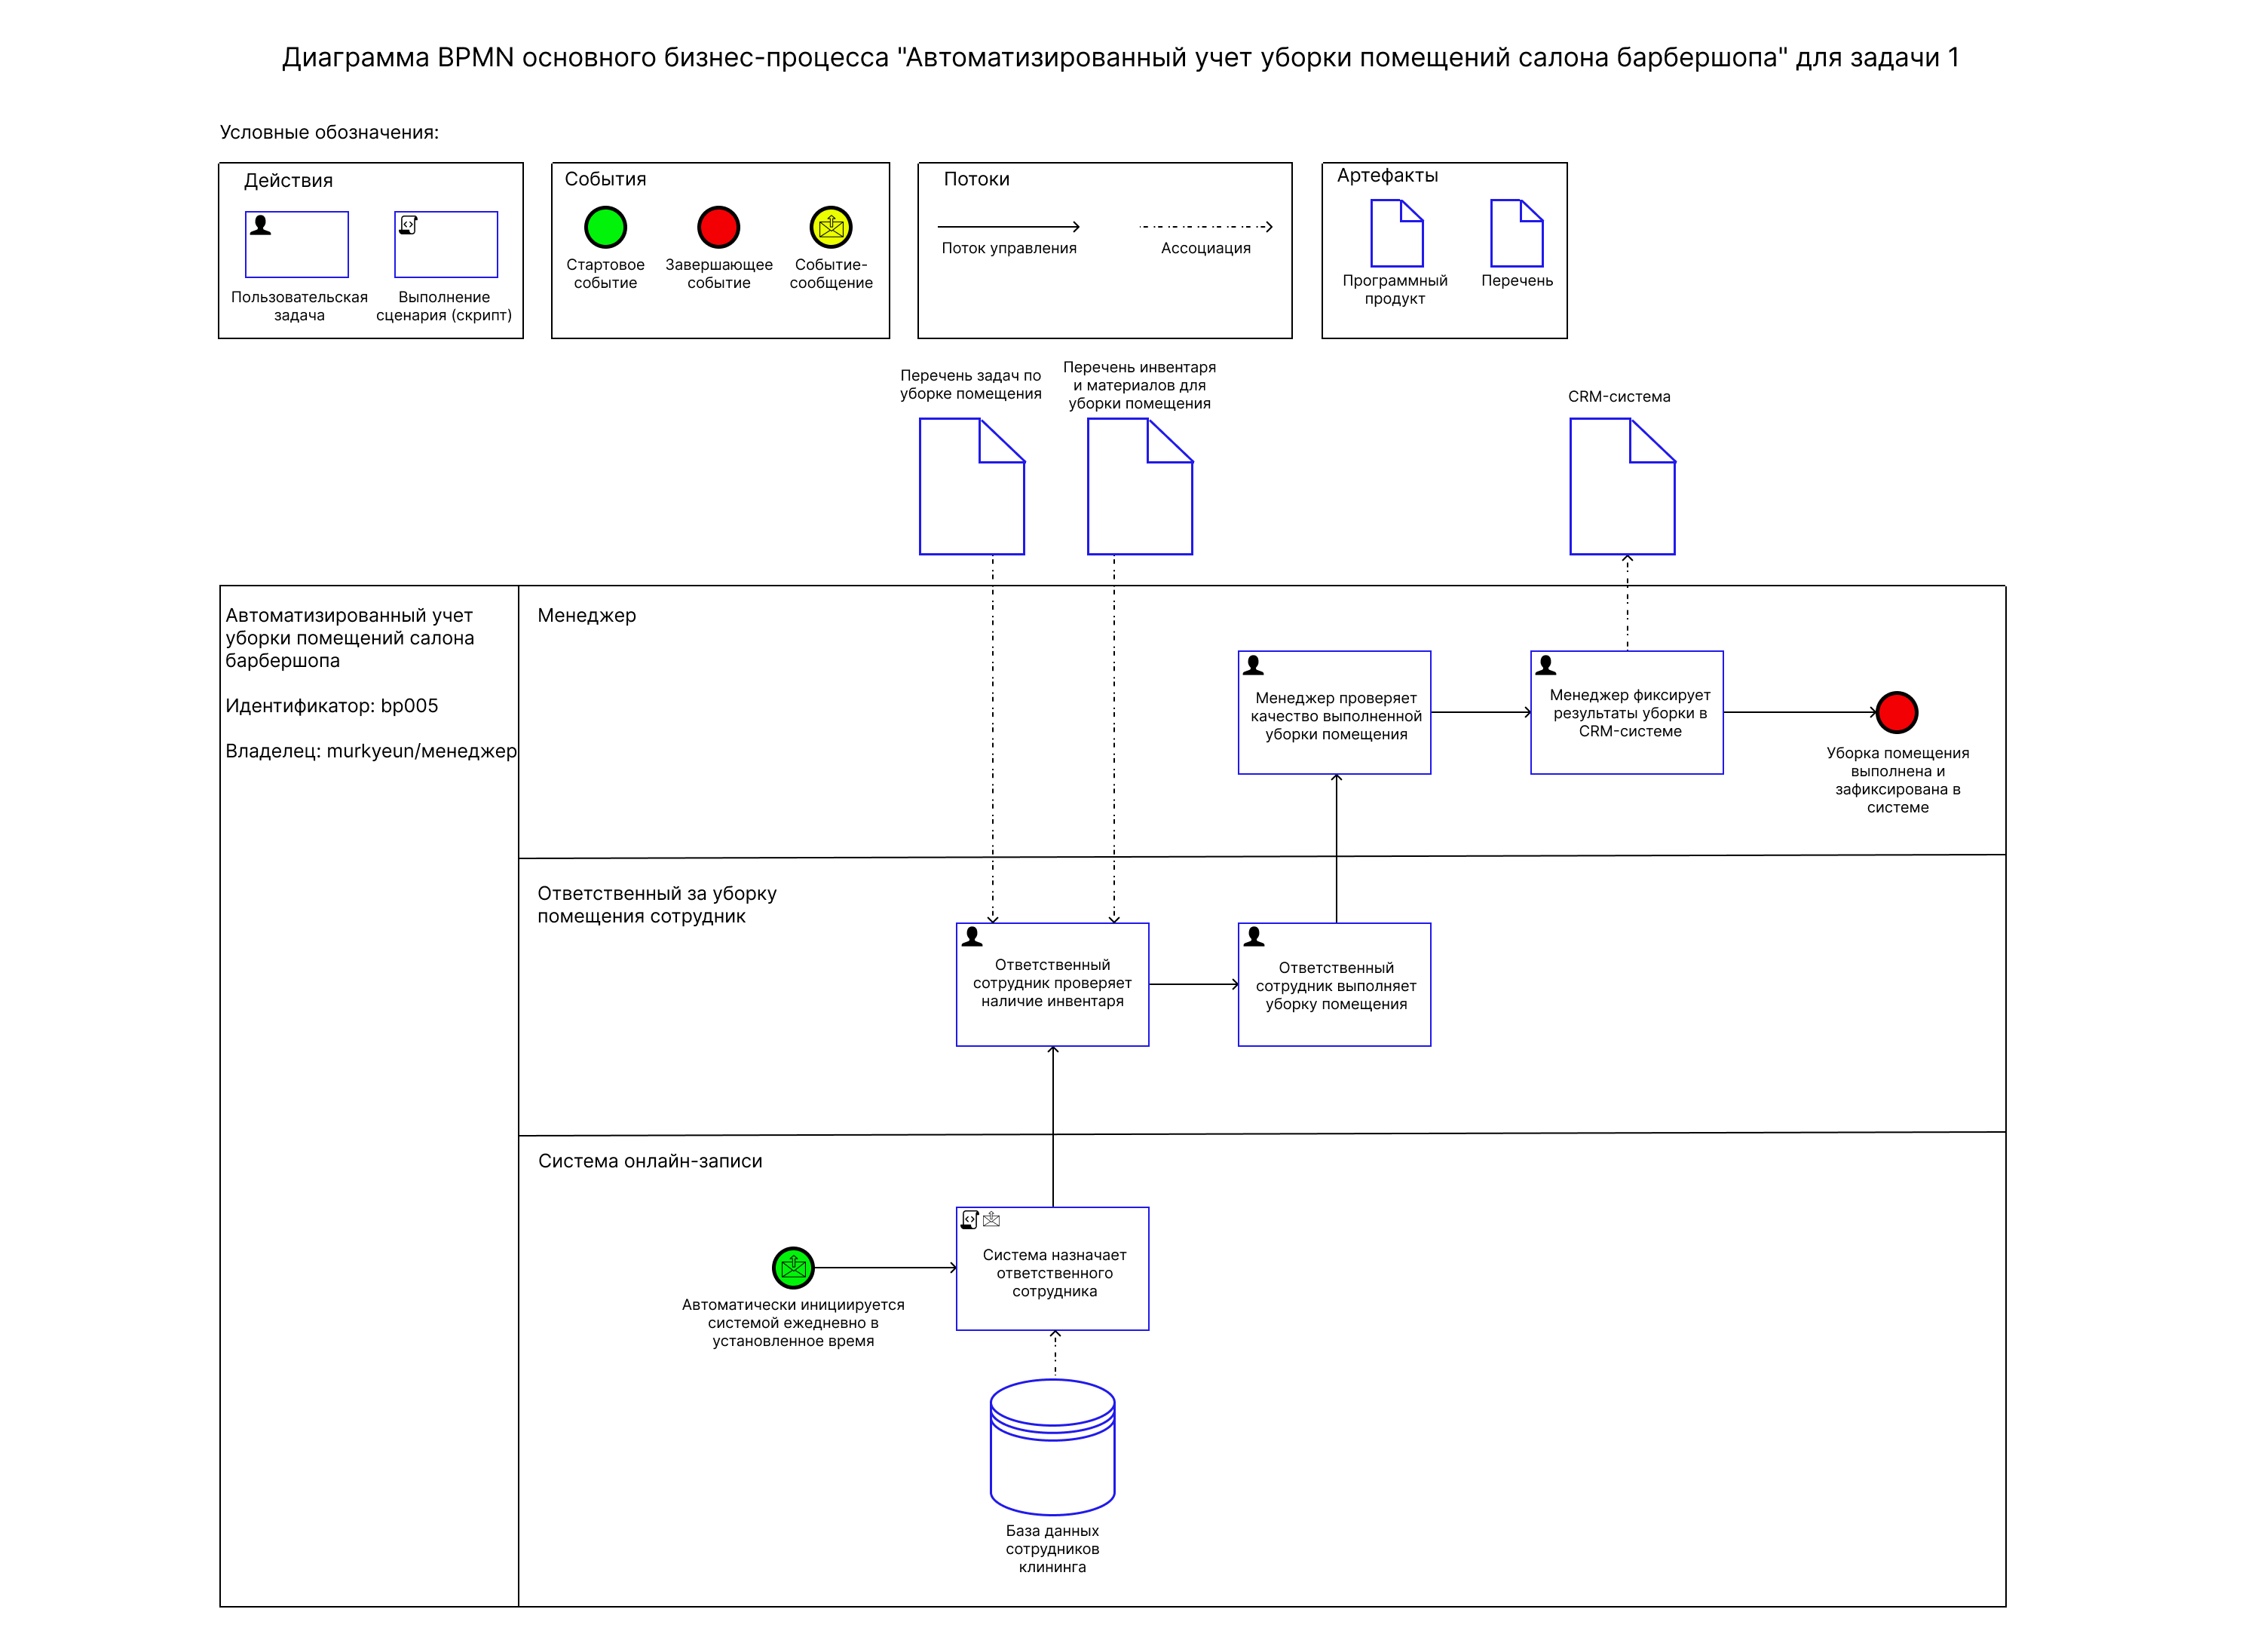 Диаграмма BPMN основного бизнес-процесса "Автоматизированный учет уборки помещений салона барбершопа" для задачи 1
Условные обозначения:
Действия
Пользовательская
задача
Выполнение
сценария (скрипт)
События
Стартовое
событие
Завершающее
событие
Событие-
сообщение
Потоки
Поток управления
Ассоциация
Артефакты
Программный
продукт
Перечень
Перечень задач по
уборке помещения
Перечень инвентаря
и материалов для
уборки помещения
CRM-система
Автоматизированный учет
уборки помещений салона
барбершопа
Идентификатор: bp005
Владелец: murkyeun/менеджер
Менеджер
Менеджер проверяет
качество выполненной
уборки помещения
Менеджер фиксирует
результаты уборки в
CRM-системе
Уборка помещения
выполнена и
зафиксирована в
системе
Ответственный за уборку
помещения сотрудник
Ответственный
сотрудник проверяет
наличие инвентаря
Ответственный
сотрудник выполняет
уборку помещения
Система онлайн-записи
Автоматически инициируется
системой ежедневно в
установленное время
Система назначает
ответственного
сотрудника
База данных
сотрудников
клининга